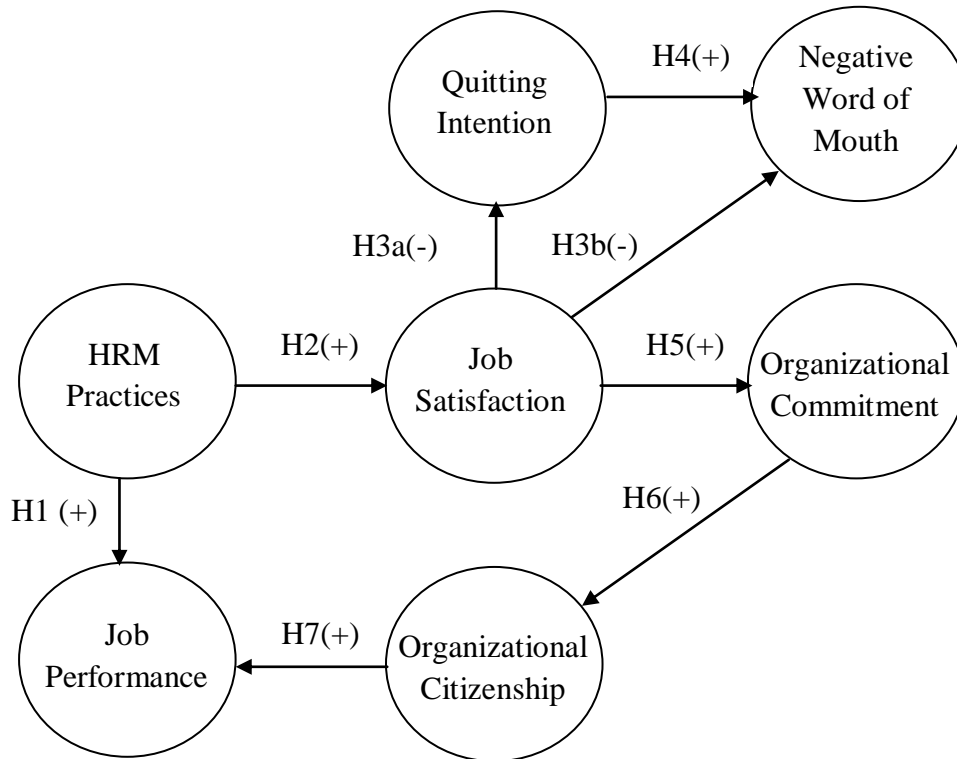 Quitting
Intention
H4(+)
Negative
Word of
Mouth
H3a(-)
H3b(-)
HRM
Practices
H2(+)
Job
Satisfaction
H5(+)
Organizational
Commitment
H1 (+)
H6(+)
Job
Performance
H7(+)
Organizational
Citizenship